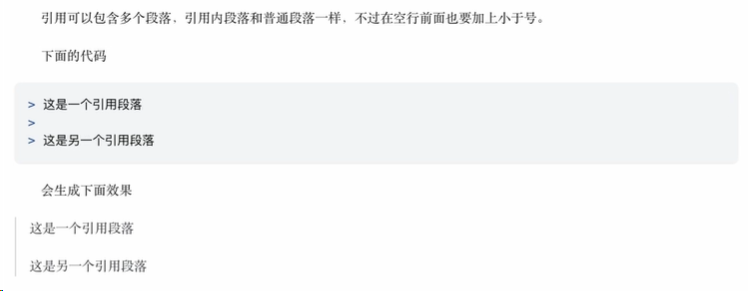 引用可以包含多个段落，引用内段落和普通段落一样，不过在空行前面也要加上小于号。
下面的代码
> 这是一个引用段落
>
> 这是另一个引用段落
会生成下面效果
这是一个引用段落
这是另一个引用段落